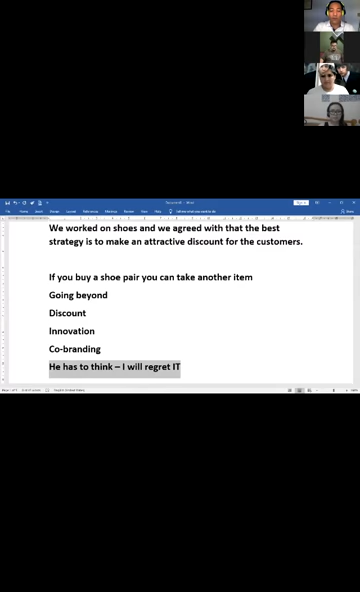 We worked on shoes and we agreed with that the best
strategy is to make an attractive discount for the customers.
If you buy a shoe pair you can take another item
Going beyond
Discount
Innovation
Co-branding
He has to think – I will regret IT